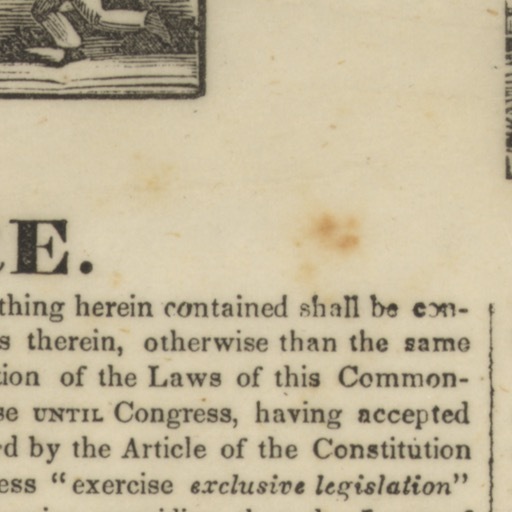 E.
thing herein contained shall be con-
s therein, otherwise than the same
tion of the Laws of this Common-
se UNTIL Congress, having accepted
d by the Article of the Constitution
ess "exercise exclusive legislation"